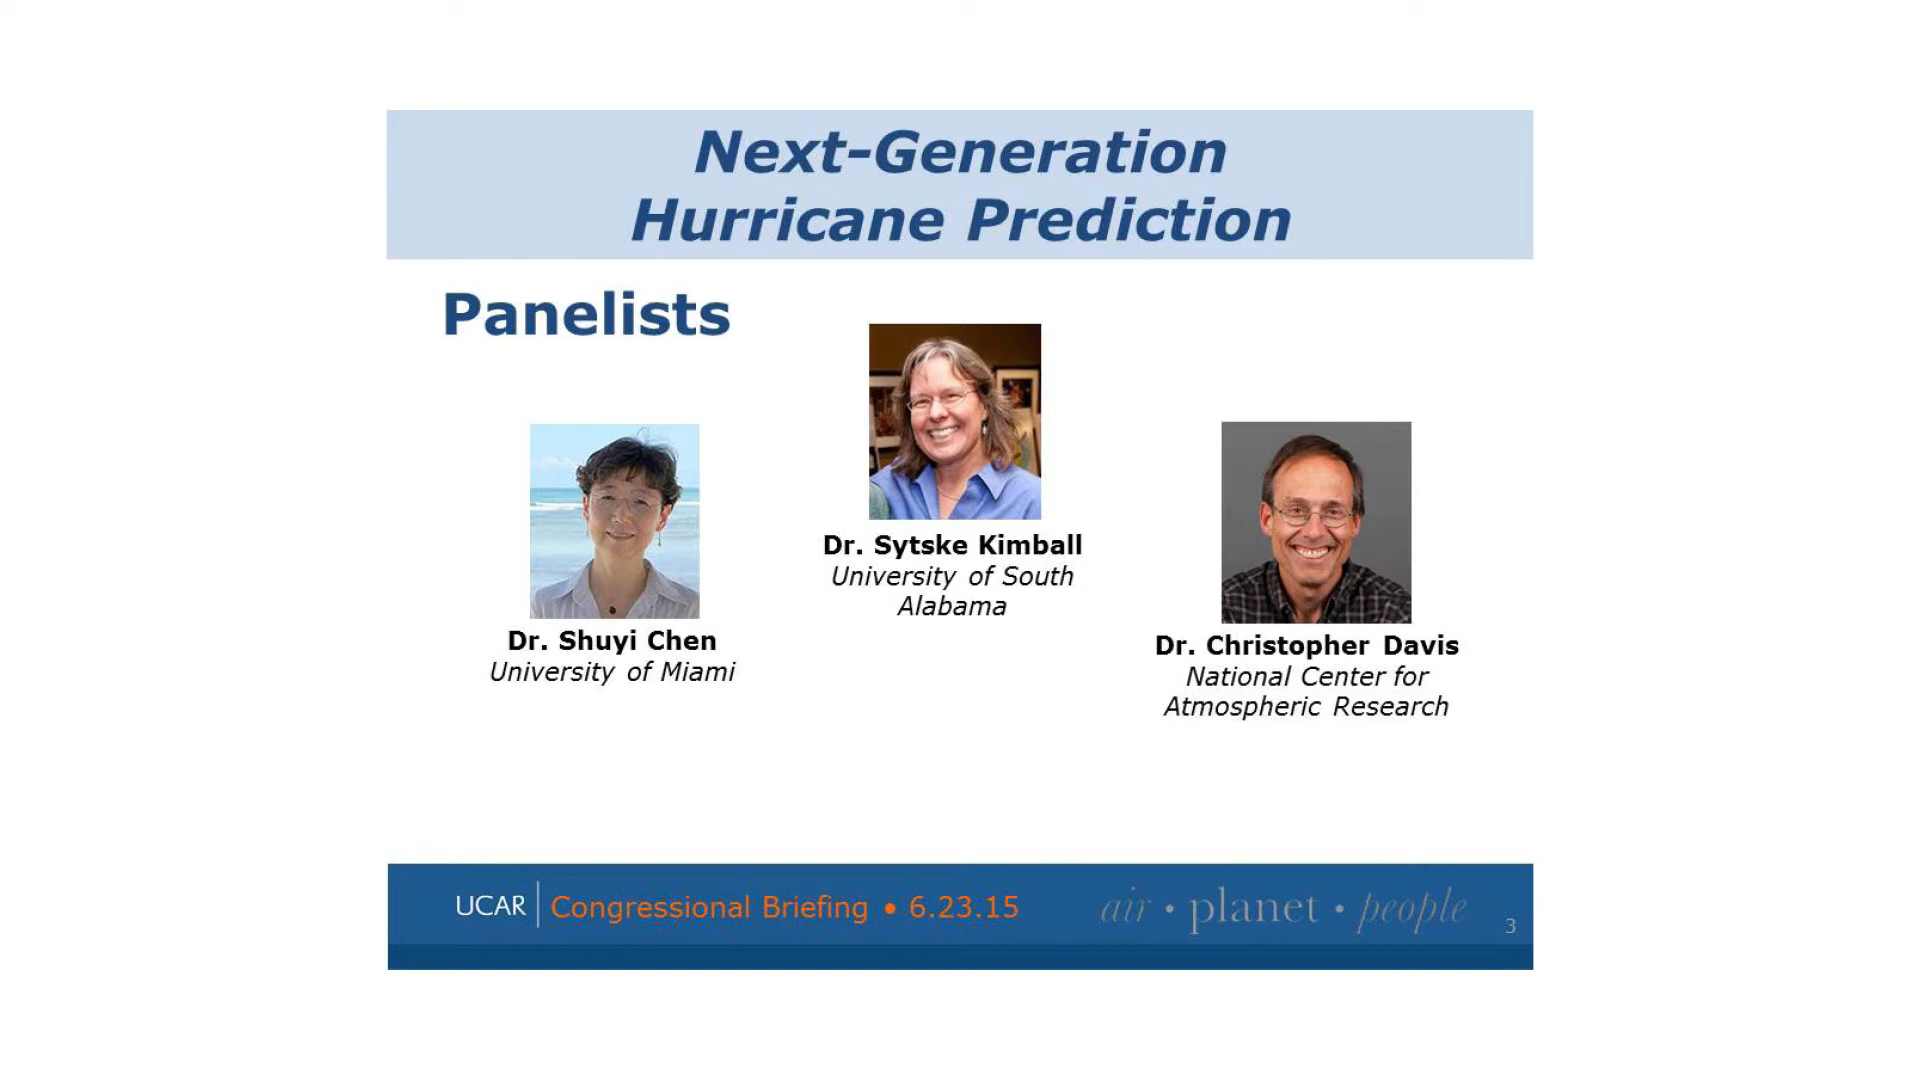 Next-Generation
Hurricane Prediction
Panelists
Dr. Shuyi Chen
University of Miami
Dr. Sytske Kimball
University of South
Alabama
Dr. Christopher Davis
National Center for
Atmospheric Research
UCAR | Congressional Briefing • 6.23.15
air • planet • people
3